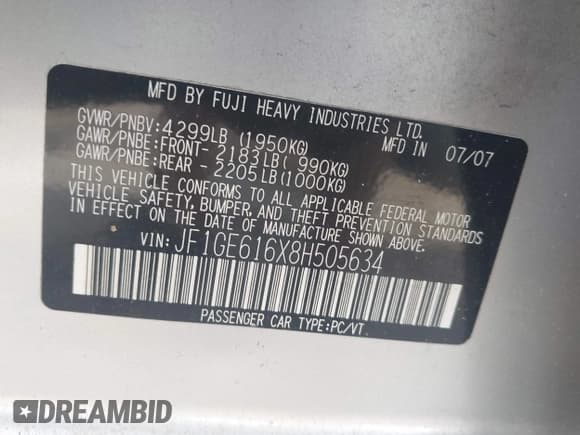 MFD BY FUJI HEAVY INDUSTRIES LTD.
GVWR/PNBV:4299LB (1950KG) MFD IN 07/07
GAWR/PNBE:FRONT- 2183LB( 990KG)
GAWR/PNBE:REAR - 2205LB(1000KG)
THIS VEHICLE CONFORMS TO ALL APPLICABLE FEDERAL MOTOR
VEHICLE, SAFETY, BUMPER, AND THEFT PREVENTION STANDARDS
IN EFFECT ON THE DATE OF MANUFACTURE SHOWN ABOVE.
VIN: JF1GE616X8H505634
PASSENGER CAR TYPE:PC/VT
DREAMBID